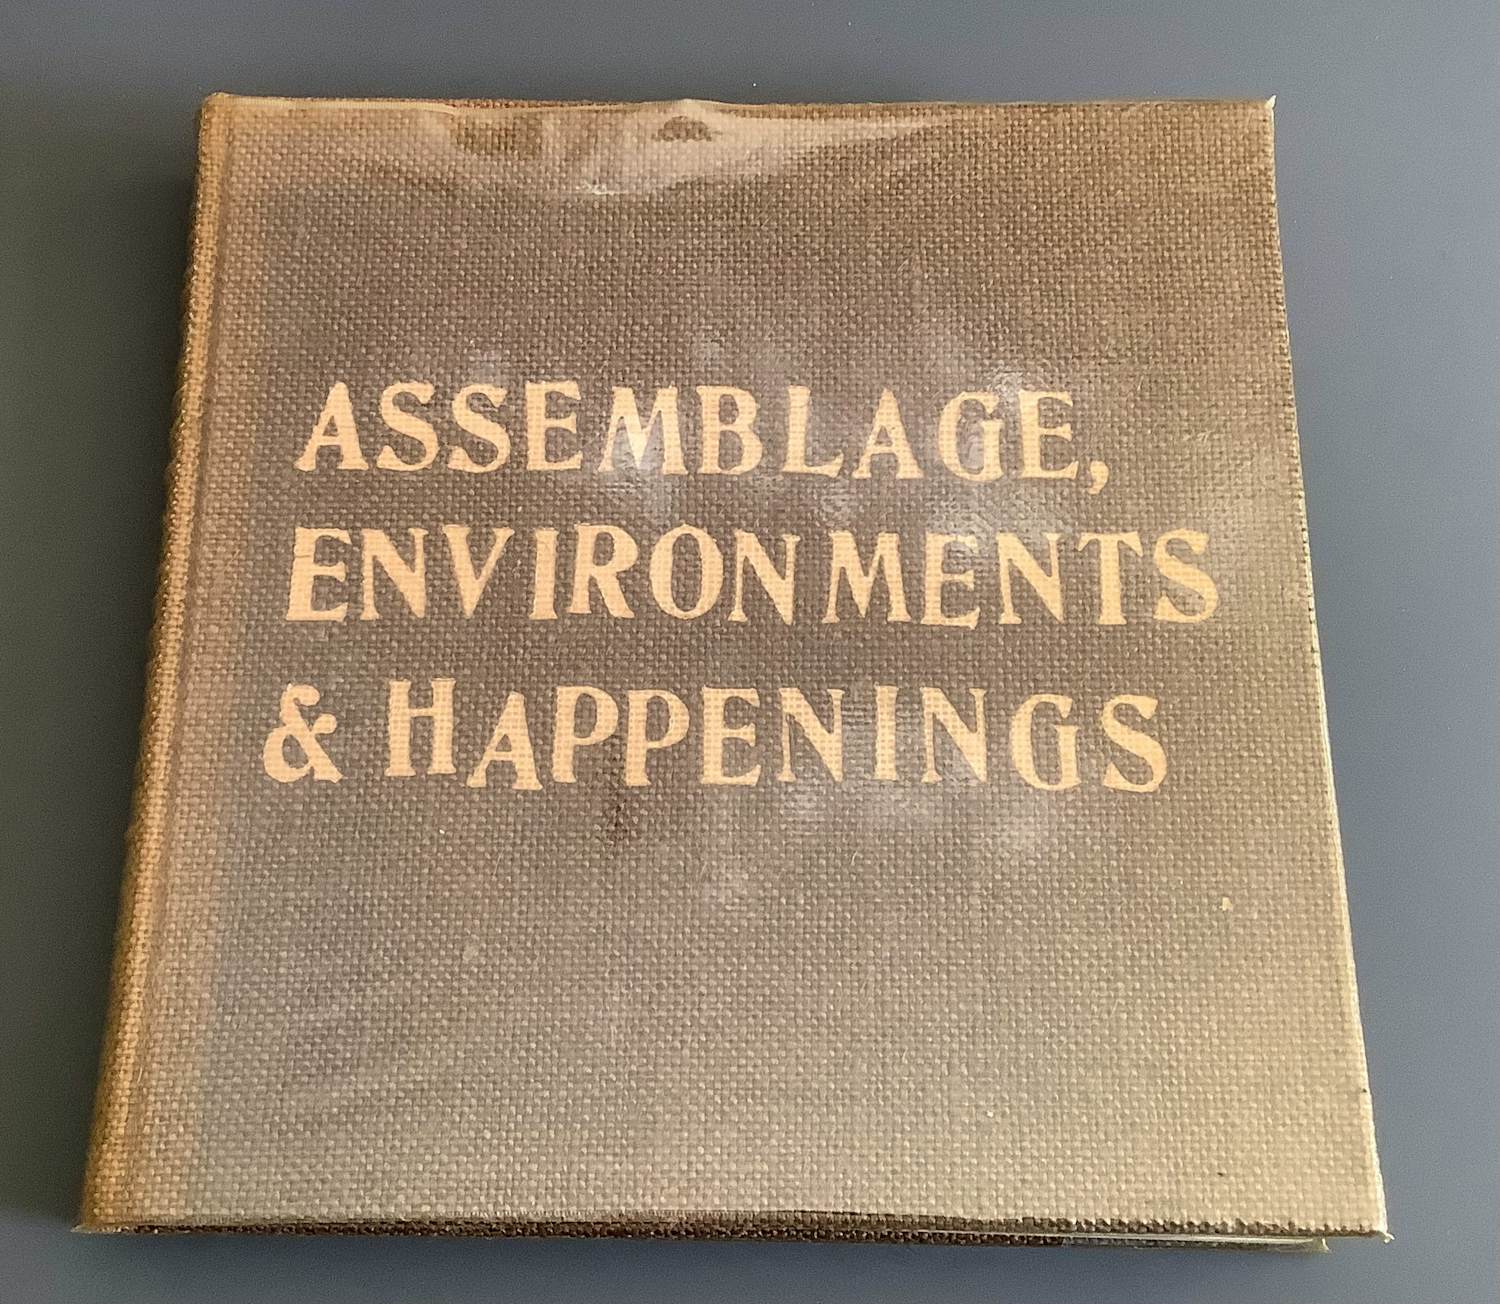 ASSEMBLAGE,
ENVIRONMENTS
& HAPPENINGS